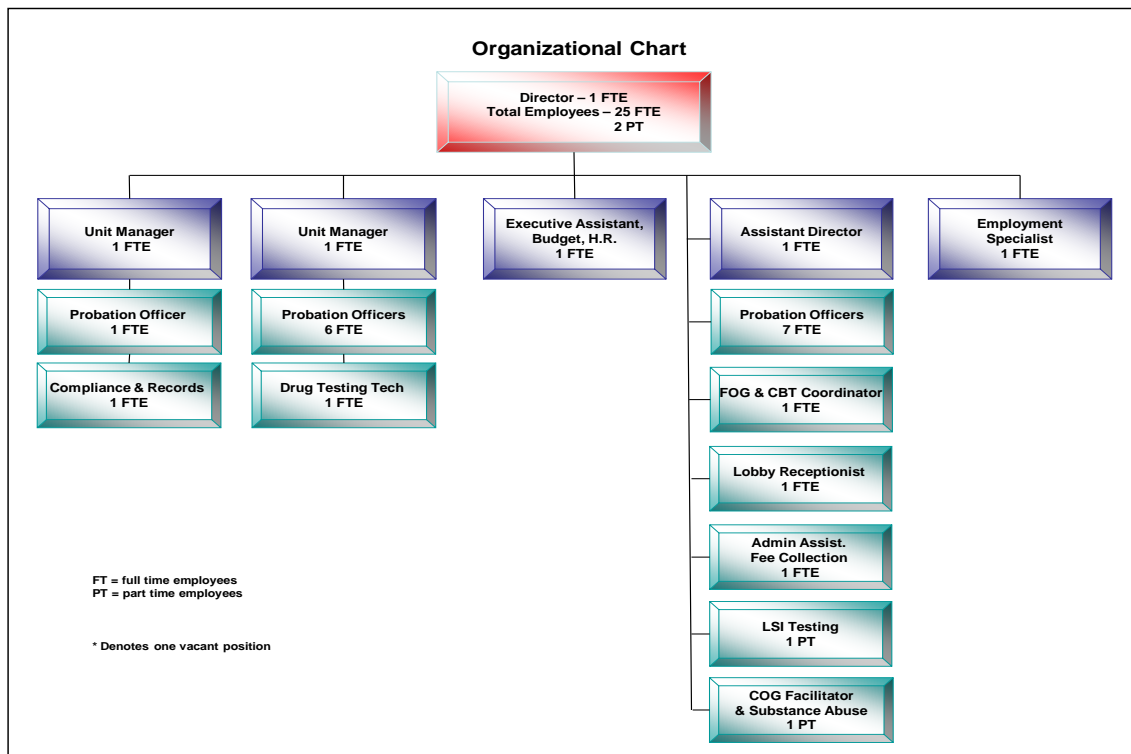 Organizational Chart
Director – 1 FTE
Total Employees – 25 FTE
2 PT
Unit Manager
1 FTE
Unit Manager
1 FTE
Executive Assistant,
Budget, H.R.
1 FTE
Assistant Director
1 FTE
Employment
Specialist
1 FTE
Probation Officer
1 FTE
Probation Officers
6 FTE
Probation Officers
7 FTE
Compliance & Records
1 FTE
Drug Testing Tech
1 FTE
FOG & CBT Coordinator
1 FTE
Lobby Receptionist
1 FTE
Admin Assist.
Fee Collection
1 FTE
LSI Testing
1 PT
COG Facilitator
& Substance Abuse
1 PT
FT = full time employees
PT = part time employees
* Denotes one vacant position